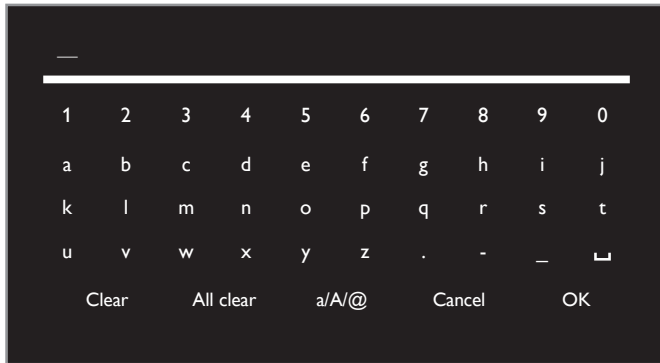 _
1 2 3 4 5 6 7 8 9 0
a b c d e f g h i j
k l m n o p q r s t
u v w x y z . - _ ␣
Clear All clear a/A/@ Cancel OK